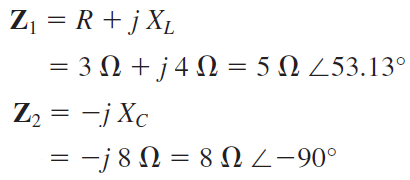 Z₁ = R + j X_L
= 3 Ω + j 4 Ω = 5 Ω ∠53.13°
Z₂ = −j X_C
= −j 8 Ω = 8 Ω ∠−90°